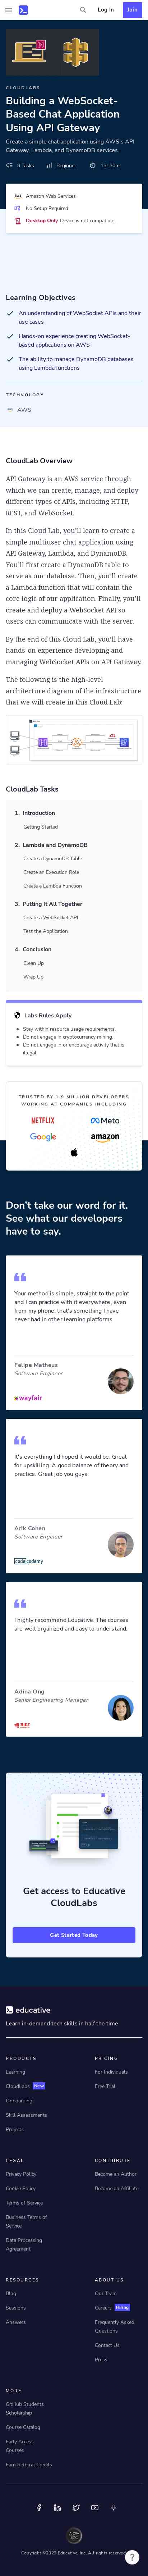 Log In
Join
CLOUDLABS
Building a WebSocket-
Based Chat Application
Using API Gateway
Create a simple chat application using AWS's API
Gateway, Lambda, and DynamoDB services.
8 Tasks
Beginner
1hr 30m
Amazon Web Services
No Setup Required
Desktop Only Device is not compatible.
Learning Objectives
An understanding of WebSocket APIs and their
use cases
Hands-on experience creating WebSocket-
based applications on AWS
The ability to manage DynamoDB databases
using Lambda functions
TECHNOLOGY
AWS
CloudLab Overview
API Gateway is an AWS service through
which we can create, manage, and deploy
different types of APIs, including HTTP,
REST, and WebSocket.
In this Cloud Lab, you'll learn to create a
simple multiuser chat application using
API Gateway, Lambda, and DynamoDB.
You'll first create a DynamoDB table to
serve as our database. Then, you'll create
a Lambda function that will contain the
core logic of our application. Finally, you'll
create and deploy a WebSocket API so
users can communicate with the server.
By the end of this Cloud Lab, you'll have
hands-on experience developing and
managing WebSocket APIs on API Gateway.
The following is the high-level
architecture diagram of the infrastructure
that we will create in this Cloud Lab:
CloudLab Tasks
1. Introduction
Getting Started
2. Lambda and DynamoDB
Create a DynamoDB Table
Create an Execution Role
Create a Lambda Function
3. Putting It All Together
Create a WebSocket API
Test the Application
4. Conclusion
Clean Up
Wrap Up
Labs Rules Apply
Stay within resource usage requirements.
Do not engage in cryptocurrency mining.
Do not engage in or encourage activity that is
illegal.
TRUSTED BY 1.9 MILLION DEVELOPERS
WORKING AT COMPANIES INCLUDING
NETFLIX
Meta
Google
amazon
Don't take our word for it.
See what our developers
have to say.
Your method is simple, straight to the point
and I can practice with it everywhere, even
from my phone, that's something I have
never had in other learning platforms.
Felipe Matheus
Software Engineer
wayfair
It's everything I'd hoped it would be. Great
for upskilling. A good balance of theory and
practice. Great job you guys
Arik Cohen
Software Engineer
codecademy
I highly recommend Educative. The courses
are well organized and easy to understand.
Adina Ong
Senior Engineering Manager
RIOT
Get access to Educative
CloudLabs
Get Started Today
educative
Learn in-demand tech skills in half the time
PRODUCTS
Learning
CloudLabs New
Onboarding
Skill Assessments
Projects
PRICING
For Individuals
Free Trial
LEGAL
Privacy Policy
Cookie Policy
Terms of Service
Business Terms of
Service
Data Processing
Agreement
CONTRIBUTE
Become an Author
Become an Affiliate
RESOURCES
Blog
Sessions
Answers
ABOUT US
Our Team
Careers Hiring
Frequently Asked
Questions
Contact Us
Press
MORE
GitHub Students
Scholarship
Course Catalog
Early Access
Courses
Earn Referral Credits
Copyright ©2023 Educative, Inc. All rights reserved.
?